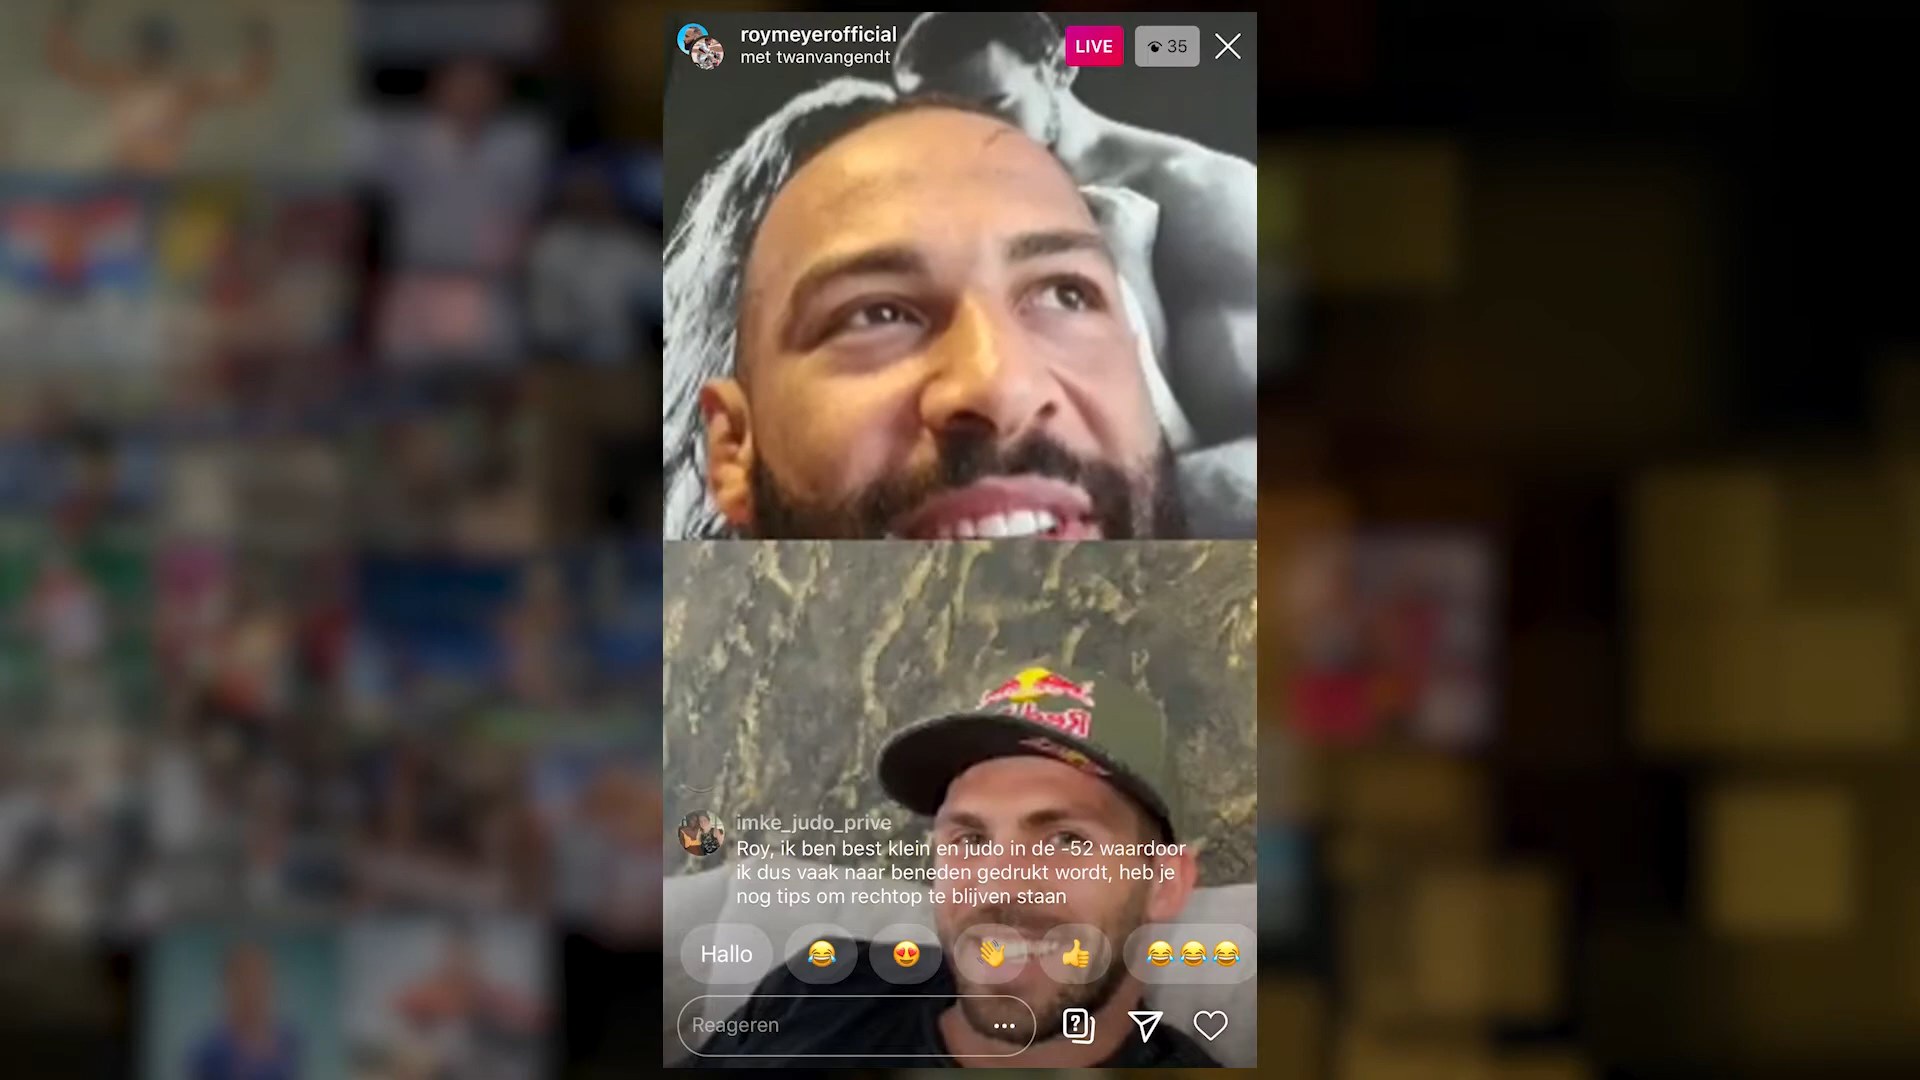 roymeyerofficial
met twanvangendt
LIVE
35
imke_judo_prive
Roy, ik ben best klein en judo in de -52 waardoor
ik dus vaak naar beneden gedrukt wordt, heb je
nog tips om rechtop te blijven staan
Hallo
Reageren